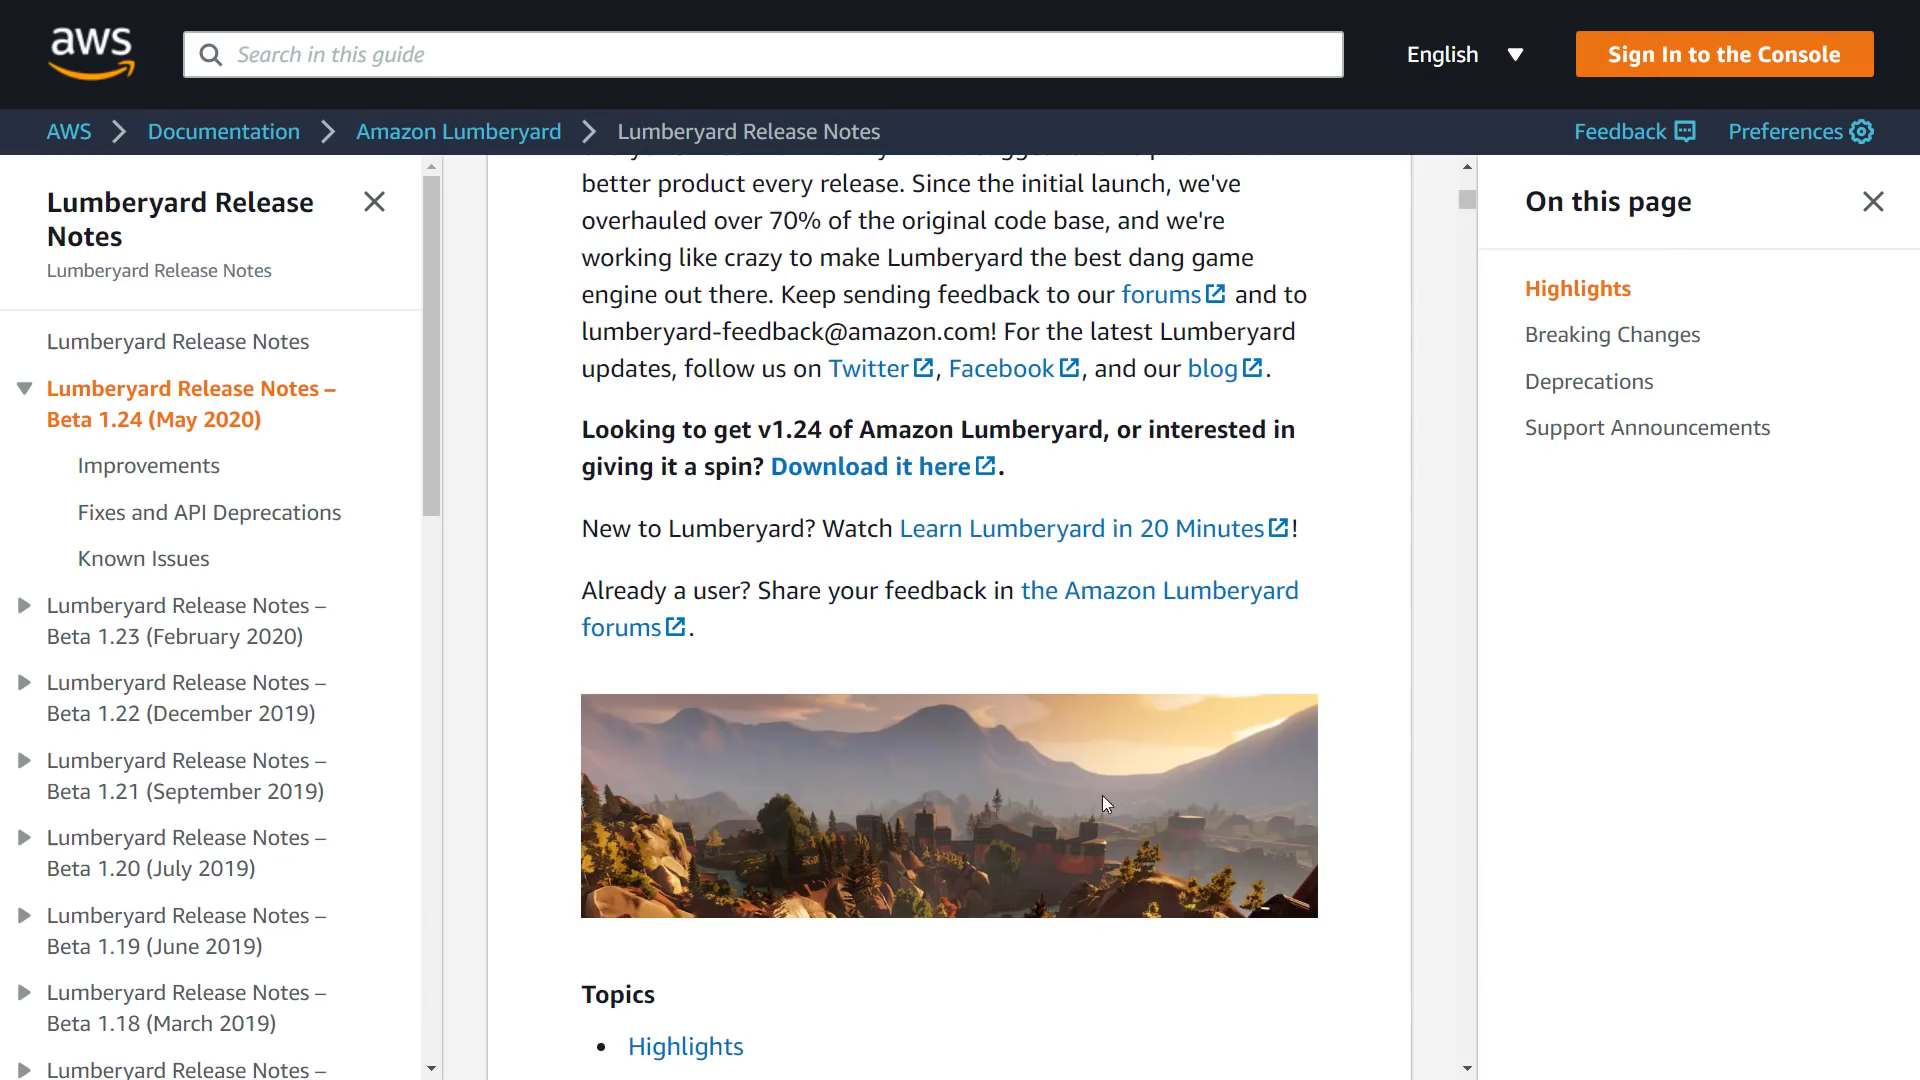 aws
Search in this guide
English
Sign In to the Console
AWS
Documentation
Amazon Lumberyard
Lumberyard Release Notes
Feedback
Preferences
Lumberyard Release
Notes
Lumberyard Release Notes
Lumberyard Release Notes
Lumberyard Release Notes –
Beta 1.24 (May 2020)
Improvements
Fixes and API Deprecations
Known Issues
Lumberyard Release Notes –
Beta 1.23 (February 2020)
Lumberyard Release Notes –
Beta 1.22 (December 2019)
Lumberyard Release Notes –
Beta 1.21 (September 2019)
Lumberyard Release Notes –
Beta 1.20 (July 2019)
Lumberyard Release Notes –
Beta 1.19 (June 2019)
Lumberyard Release Notes –
Beta 1.18 (March 2019)
Lumberyard Release Notes –
better product every release. Since the initial launch, we've
overhauled over 70% of the original code base, and we're
working like crazy to make Lumberyard the best dang game
engine out there. Keep sending feedback to our forums and to
lumberyard-feedback@amazon.com! For the latest Lumberyard
updates, follow us on Twitter, Facebook, and our blog.
Looking to get v1.24 of Amazon Lumberyard, or interested in
giving it a spin? Download it here.
New to Lumberyard? Watch Learn Lumberyard in 20 Minutes!
Already a user? Share your feedback in the Amazon Lumberyard
forums.
Topics
• Highlights
On this page
Highlights
Breaking Changes
Deprecations
Support Announcements